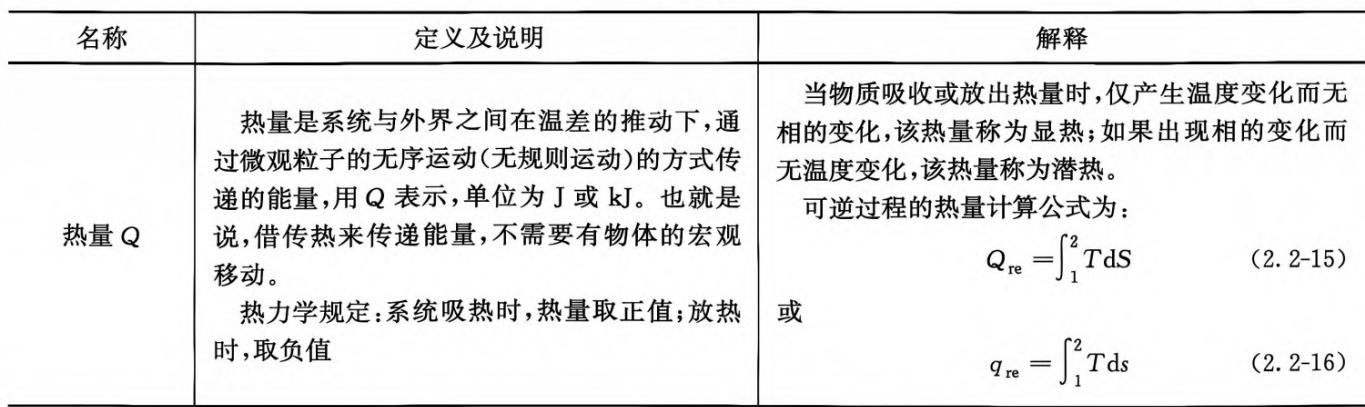 名称
定义及说明
解释
热量 Q
热量是系统与外界之间在温差的推动下,通
过微观粒子的无序运动(无规则运动)的方式传
递的能量,用 Q 表示,单位为 J 或 kJ。也就是
说,借传热来传递能量,不需要有物体的宏观
移动。
热力学规定:系统吸热时,热量取正值;放热
时,取负值
当物质吸收或放出热量时,仅产生温度变化而无
相的变化,该热量称为显热;如果出现相的变化而
无温度变化,该热量称为潜热。
可逆过程的热量计算公式为:
Q_re = ∫₁² TdS (2.2-15)
或
q_re = ∫₁² Tds (2.2-16)